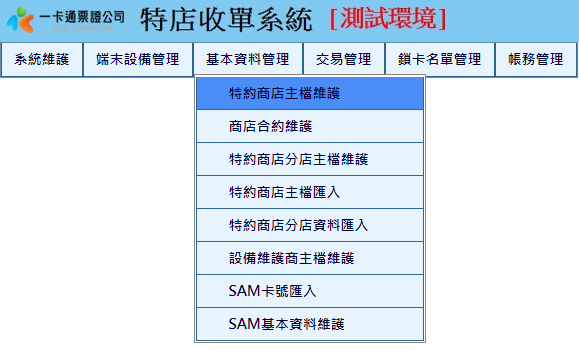 一卡通票證公司 特店收單系統 [測試環境]
iPASS CORPORATION
系統維護 端末設備管理 基本資料管理 交易管理 鎖卡名單管理 帳務管理
特約商店主檔維護
商店合約維護
特約商店分店主檔維護
特約商店主檔匯入
特約商店分店資料匯入
設備維護商主檔維護
SAM卡號匯入
SAM基本資料維護